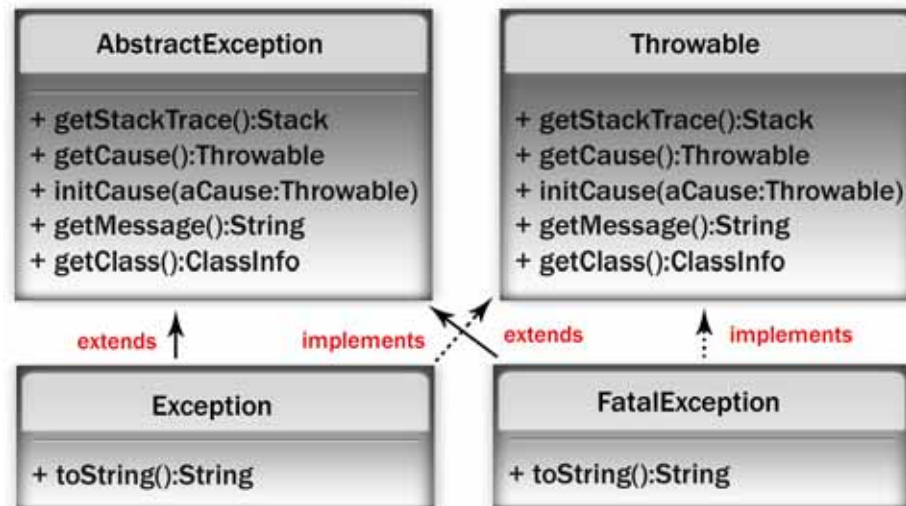 AbstractException
+ getStackTrace():Stack
+ getCause():Throwable
+ initCause(aCause:Throwable)
+ getMessage():String
+ getClass():ClassInfo
Throwable
+ getStackTrace():Stack
+ getCause():Throwable
+ initCause(aCause:Throwable)
+ getMessage():String
+ getClass():ClassInfo
extends
implements
extends
implements
Exception
+ toString():String
FatalException
+ toString():String